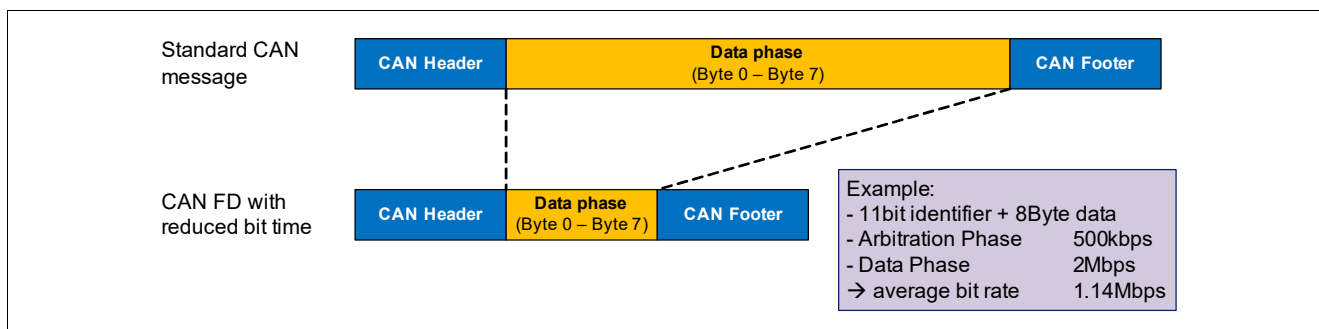 Standard CAN
message
CAN Header
Data phase
(Byte 0 – Byte 7)
CAN Footer
CAN FD with
reduced bit time
CAN Header
Data phase
(Byte 0 – Byte 7)
CAN Footer
Example:
- 11bit identifier + 8Byte data
- Arbitration Phase 500kbps
- Data Phase 2Mbps
→ average bit rate 1.14Mbps